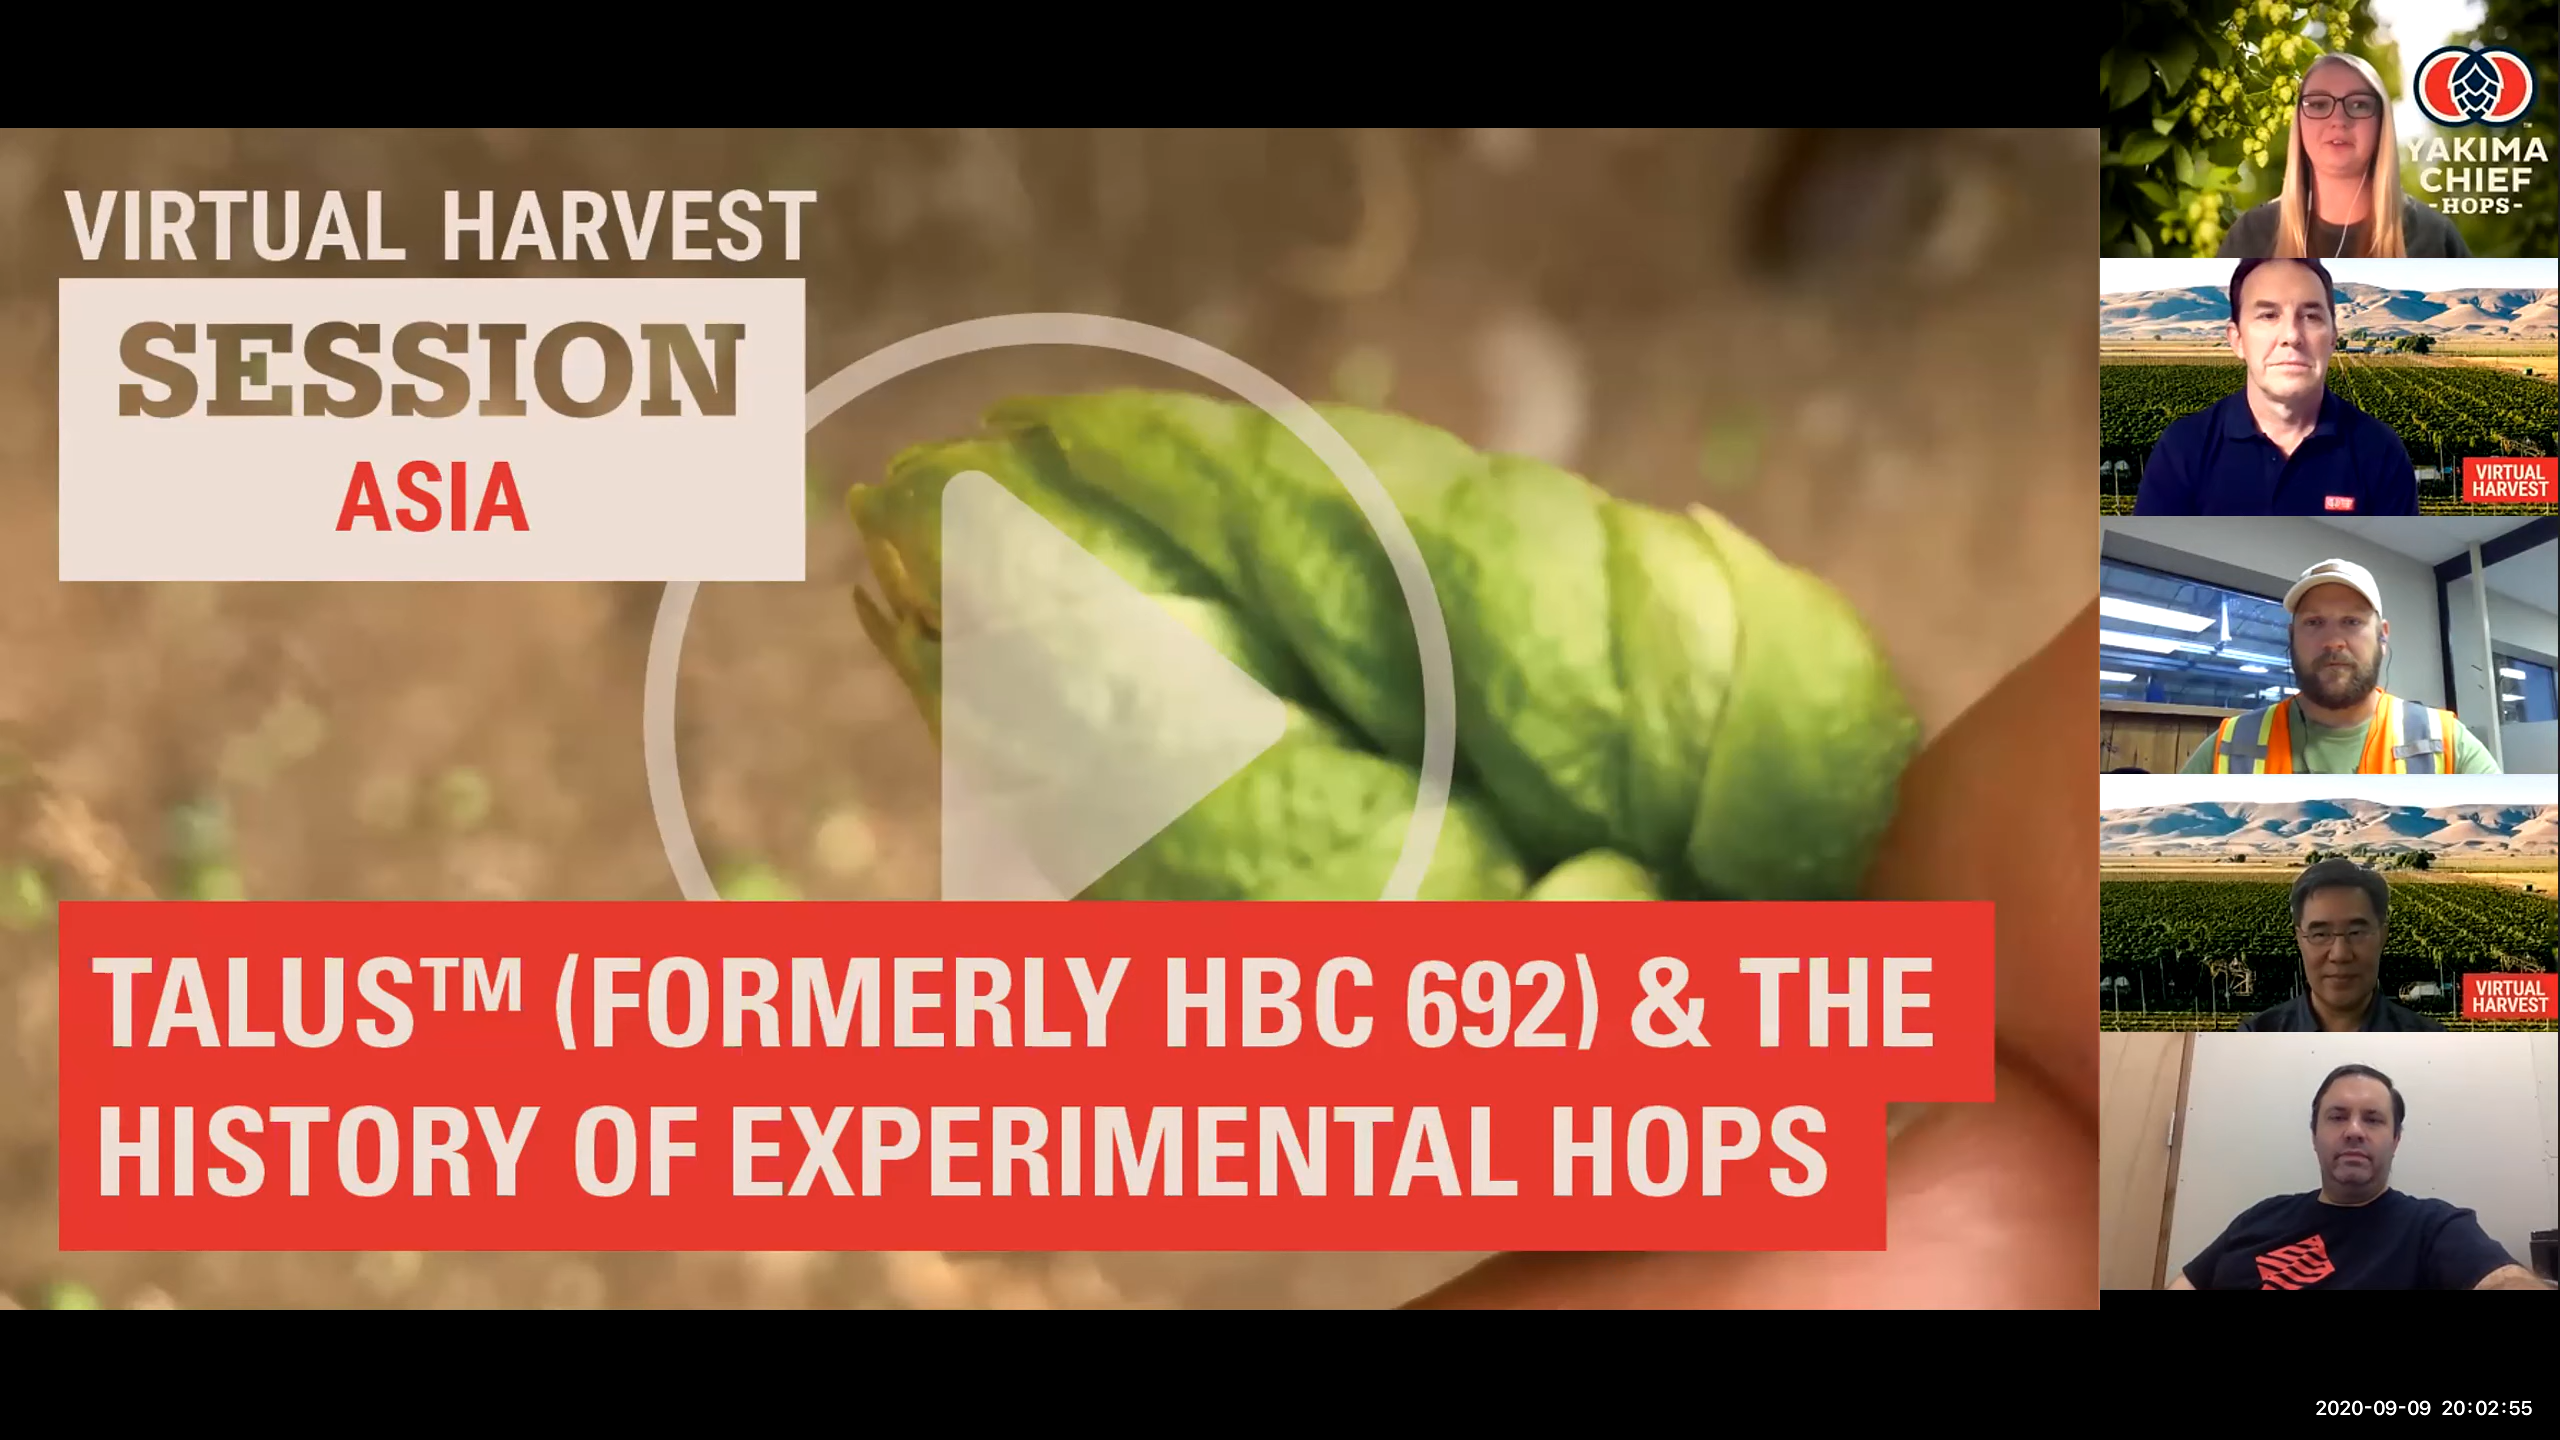 VIRTUAL HARVEST
SESSION
ASIA
TALUS™ (FORMERLY HBC 692) & THE
HISTORY OF EXPERIMENTAL HOPS
YAKIMA
CHIEF
-HOPS-
™
VIRTUAL
HARVEST
VIRTUAL
HARVEST
2020-09-09 20:02:55